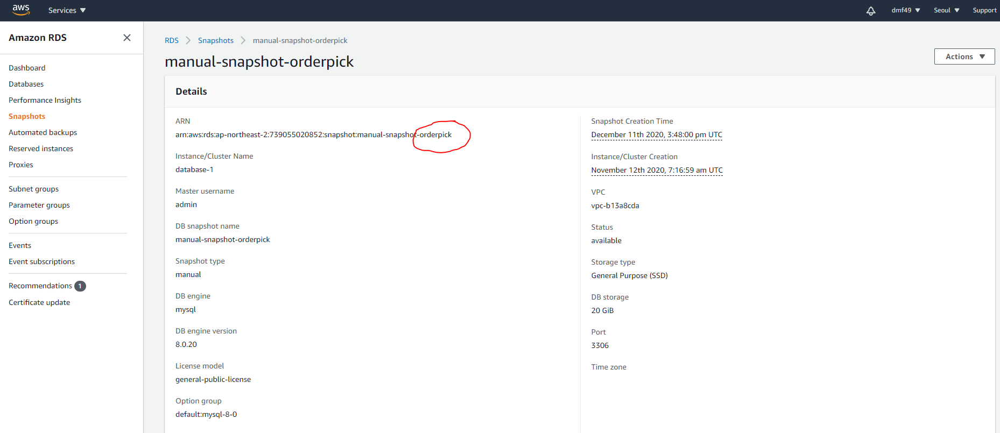 aws Services dmf49 Seoul Support
Amazon RDS
Dashboard
Databases
Performance Insights
Snapshots
Automated backups
Reserved instances
Proxies
Subnet groups
Parameter groups
Option groups
Events
Event subscriptions
Recommendations 1
Certificate update
RDS Snapshots manual-snapshot-orderpick
manual-snapshot-orderpick
Actions
Details
ARN
arn:aws:rds:ap-northeast-2:739055020852:snapshot:manual-snapshot-orderpick
Instance/Cluster Name
database-1
Master username
admin
DB snapshot name
manual-snapshot-orderpick
Snapshot type
manual
DB engine
mysql
DB engine version
8.0.20
License model
general-public-license
Option group
default:mysql-8-0
Snapshot Creation Time
December 11th 2020, 3:48:00 pm UTC
Instance/Cluster Creation
November 12th 2020, 7:16:59 am UTC
VPC
vpc-b13a8cda
Status
available
Storage type
General Purpose (SSD)
DB storage
20 GiB
Port
3306
Time zone